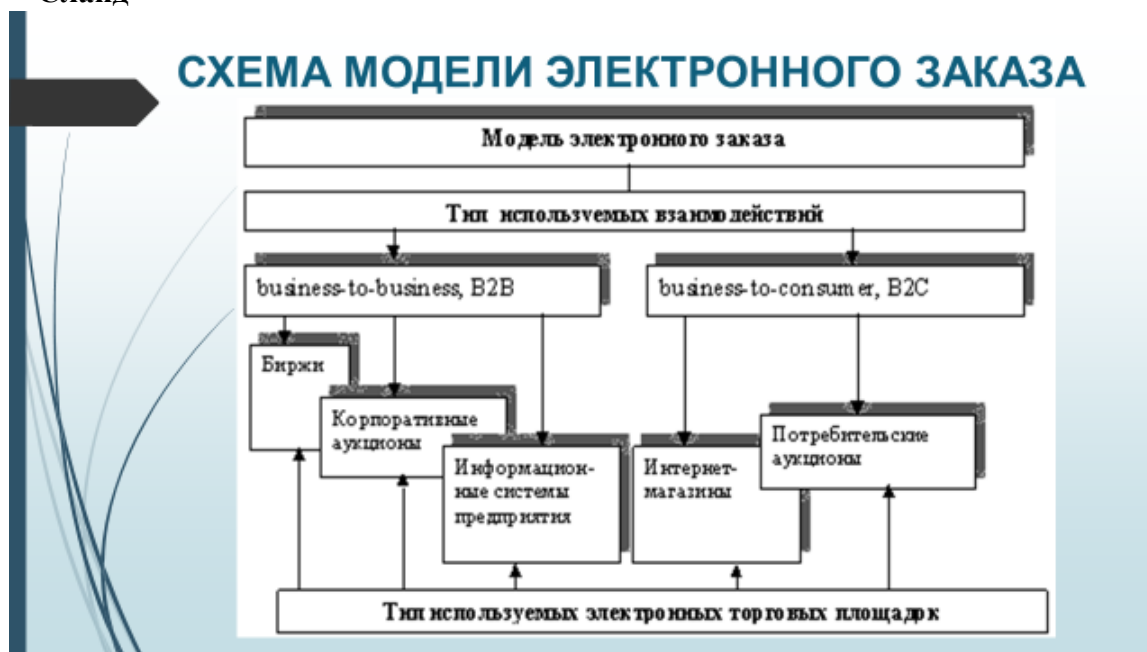 Слайд
СХЕМА МОДЕЛИ ЭЛЕКТРОННОГО ЗАКАЗА
Модель электронного заказа
Тип используемых взаимодействий
business-to-business, B2B
business-to-consumer, B2C
Биржи
Корпоративные
аукционы
Информацион-
ные системы
предприятия
Интернет-
магазины
Потребительские
аукционы
Тип используемых электронных торговых площадок